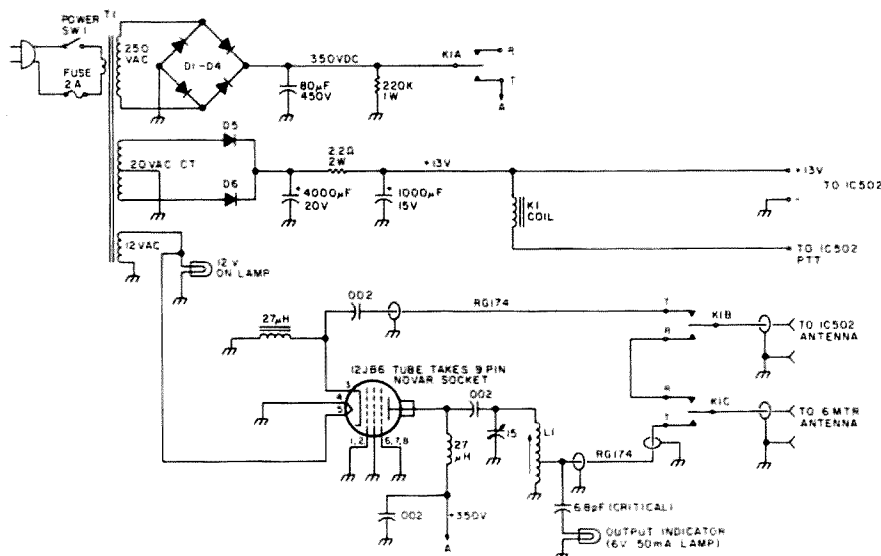 POWER
SW1
T1
FUSE
2A
250
VAC
D1-D4
350VDC
80µF
450V
220K
1W
K1A
R
T
A
20VAC CT
D5
D6
2.2Ω
2W
+13V
+
4000µF
20V
+
1000µF
15V
K1
COIL
+13V
TO IC502
-
TO IC502
PTT
12VAC
12V
ON LAMP
27µH
.002
RG174
T
K1B
R
TO IC502
ANTENNA
12JB6 TUBE TAKES 9 PIN
NOVAR SOCKET
3
4
5
1,2
6,7,8
.002
15
27
µH
L1
R
K1C
T
TO 6 MTR
ANTENNA
RG174
.002
+350V
A
68pF (CRITICAL)
OUTPUT INDICATOR
(6V 50mA LAMP)